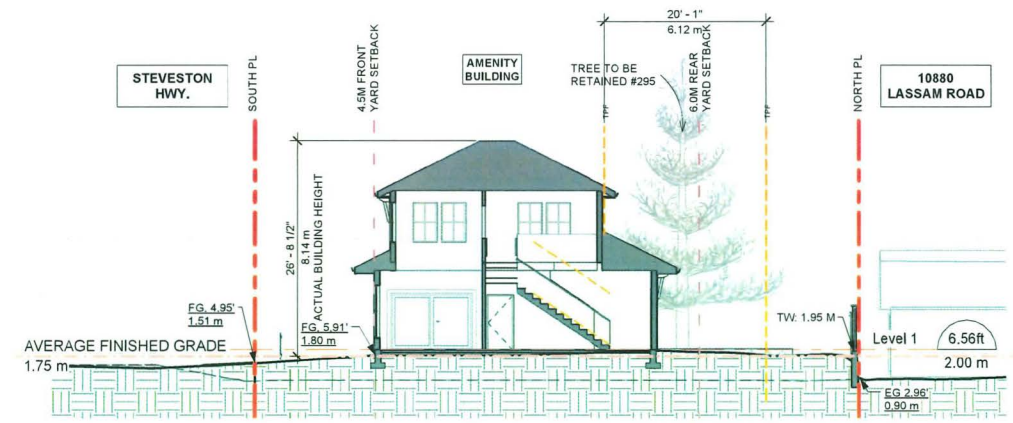 20' - 1"
6.12 m
STEVESTON
HWY.
SOUTH PL
4.5M FRONT
YARD SETBACK
AMENITY
BUILDING
TREE TO BE
RETAINED #295
6.0M REAR
YARD SETBACK
TPF
TPF
NORTH PL
10880
LASSAM ROAD
26' - 8 1/2"
8.14 m
ACTUAL BUILDING HEIGHT
FG, 4.95'
1.51 m
FG, 5.91'
1.80 m
TW: 1.95 M
AVERAGE FINISHED GRADE
1.75 m
Level 1
6.56ft
2.00 m
EG 2.96'
0.90 m